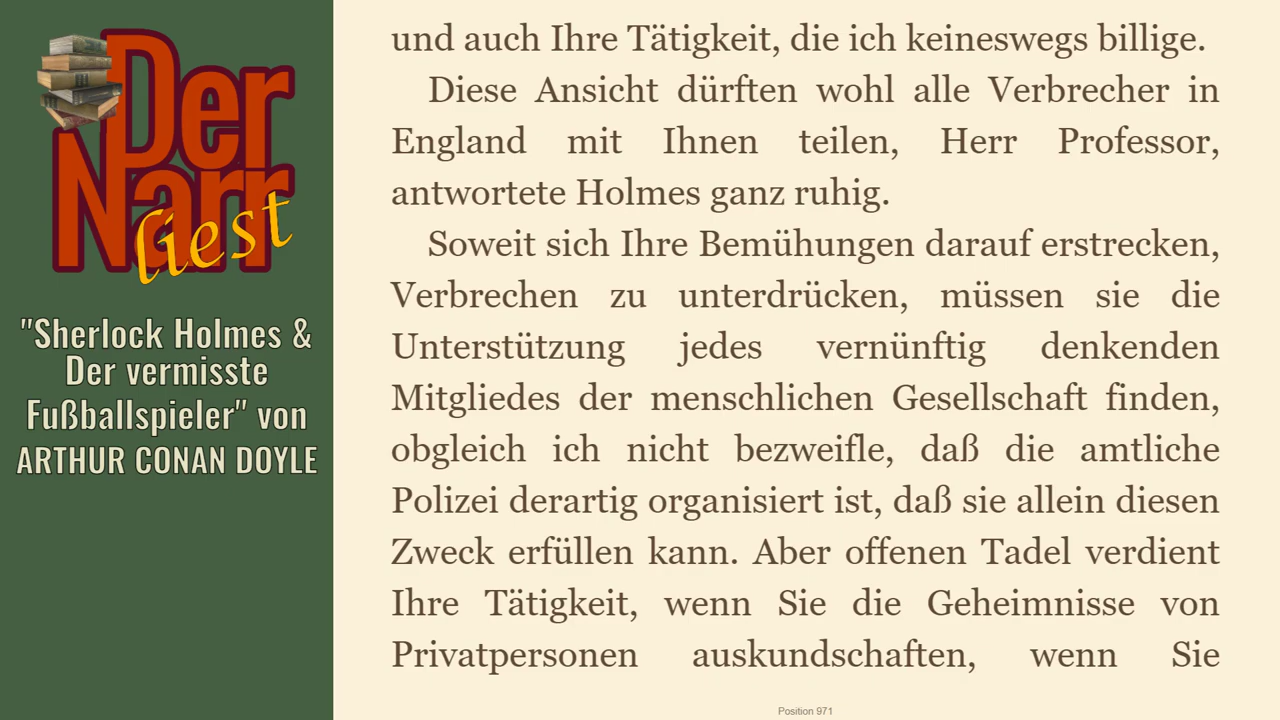 Der
Narr
liest
"Sherlock Holmes &
Der vermisste
Fußballspieler" von
ARTHUR CONAN DOYLE
und auch Ihre Tätigkeit, die ich keineswegs billige.
Diese Ansicht dürften wohl alle Verbrecher in
England mit Ihnen teilen, Herr Professor,
antwortete Holmes ganz ruhig.
Soweit sich Ihre Bemühungen darauf erstrecken,
Verbrechen zu unterdrücken, müssen sie die
Unterstützung jedes vernünftig denkenden
Mitgliedes der menschlichen Gesellschaft finden,
obgleich ich nicht bezweifle, daß die amtliche
Polizei derartig organisiert ist, daß sie allein diesen
Zweck erfüllen kann. Aber offenen Tadel verdient
Ihre Tätigkeit, wenn Sie die Geheimnisse von
Privatpersonen auskundschaften, wenn Sie
Position 971